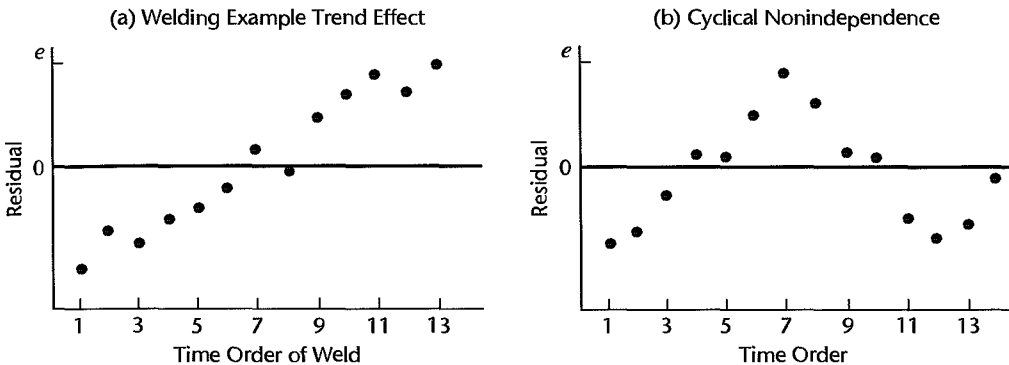 (a) Welding Example Trend Effect
e
0
Residual
1 3 5 7 9 11 13
Time Order of Weld
(b) Cyclical Nonindependence
e
0
Residual
1 3 5 7 9 11 13
Time Order